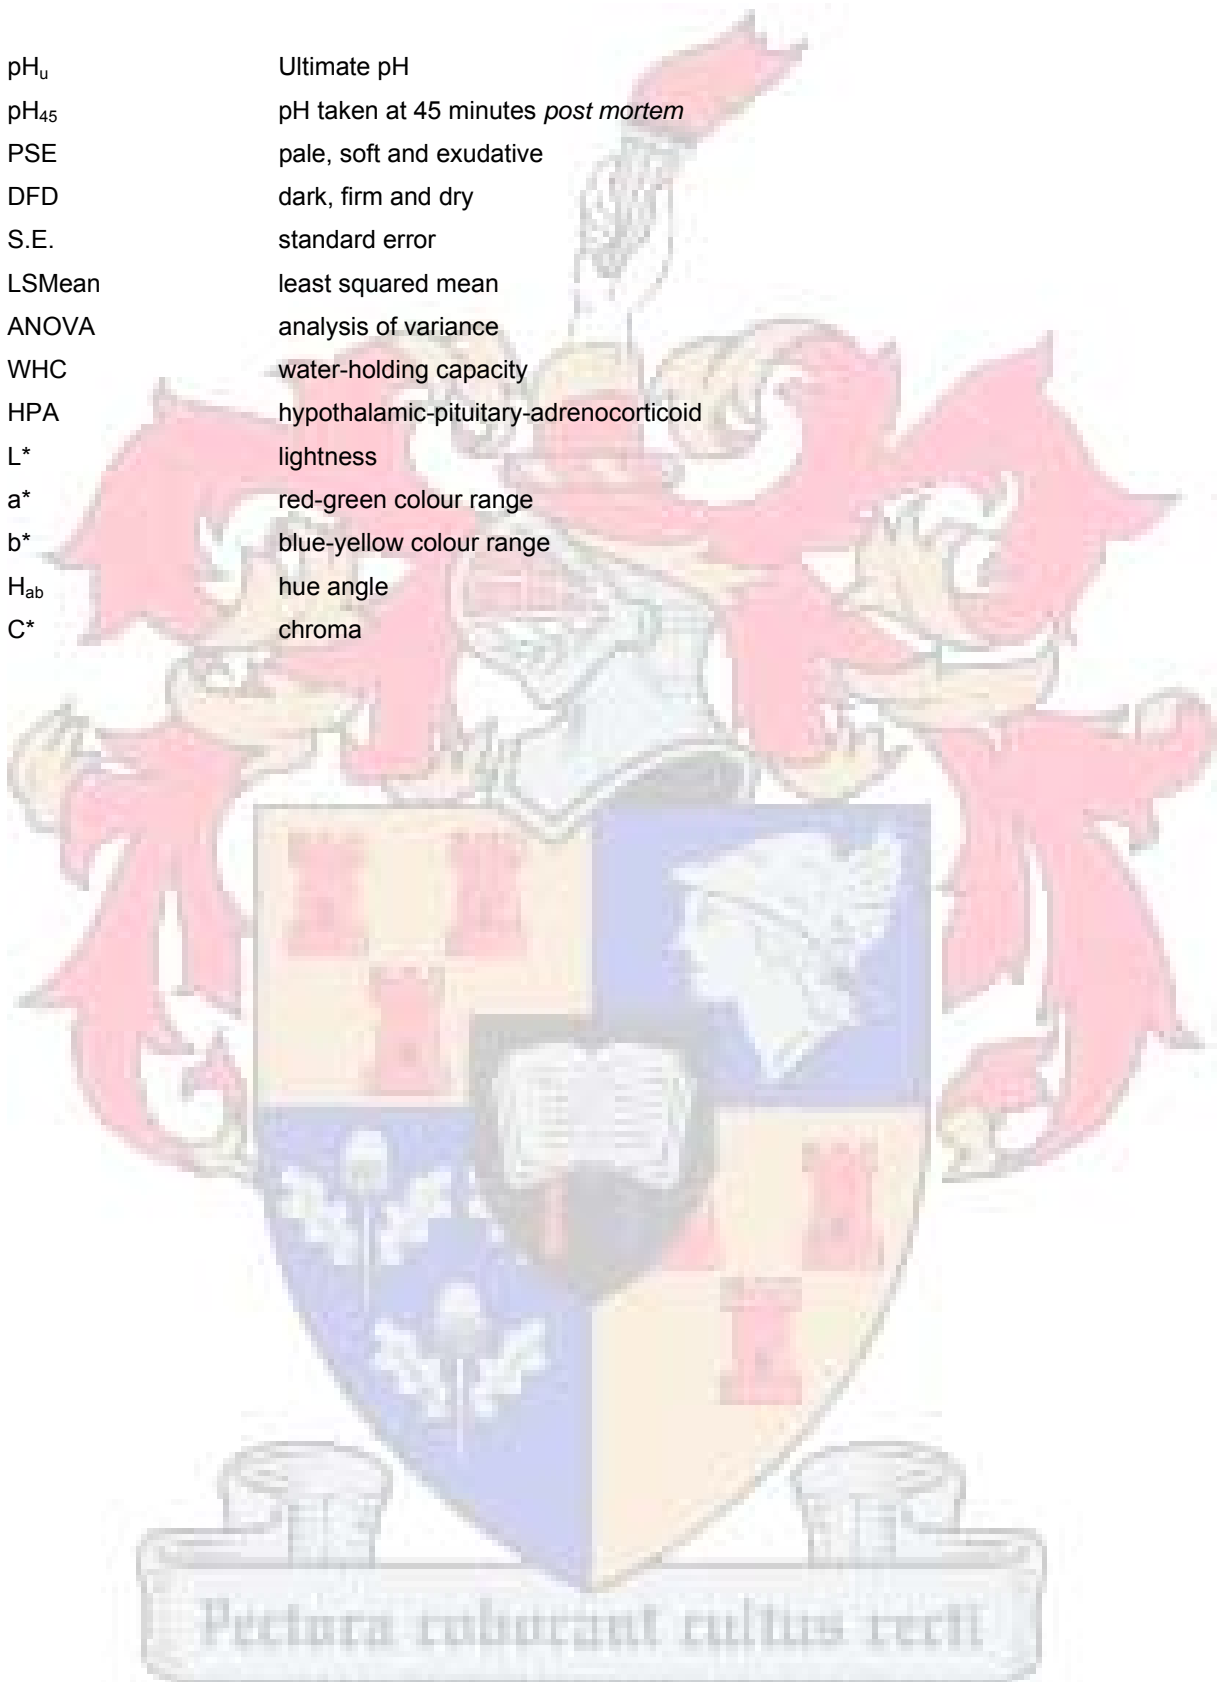 pHu Ultimate pH
pH45 pH taken at 45 minutes post mortem
PSE pale, soft and exudative
DFD dark, firm and dry
S.E. standard error
LSMean least squared mean
ANOVA analysis of variance
WHC water-holding capacity
HPA hypothalamic-pituitary-adrenocorticoid
L* lightness
a* red-green colour range
b* blue-yellow colour range
Hab hue angle
C* chroma
Pectora roborant cultus recti